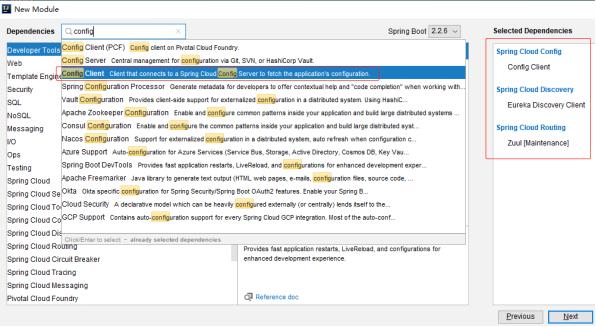 New Module
Dependencies
config
Spring Boot 2.2.6
Selected Dependencies
Developer Tools
Web
Template Engin
Security
SQL
NoSQL
Messaging
I/O
Ops
Testing
Spring Cloud
Spring Cloud Se
Spring Cloud To
Spring Cloud Co
Spring Cloud Dis
Spring Cloud Routing
Spring Cloud Circuit Breaker
Spring Cloud Tracing
Spring Cloud Messaging
Pivotal Cloud Foundry
Config Client (PCF) Config client on Pivotal Cloud Foundry.
Config Server Central management for configuration via Git, SVN, or HashiCorp Vault.
Config Client Client that connects to a Spring Cloud Config Server to fetch the application's configuration.
Spring Configuration Processor Generate metadata for developers to offer contextual help and "code completion" when working with...
Vault Configuration Provides client-side support for externalized configuration in a distributed system. Using HashiC...
Apache Zookeeper Configuration Enable and configure common patterns inside your application and build large distributed systems ...
Consul Configuration Enable and configure the common patterns inside your application and build large distributed syst...
Nacos Configuration Support for externalized configuration in a distributed system, auto refresh when configuration c...
Azure Support Auto-configuration for Azure Services (Service Bus, Storage, Active Directory, Cosmos DB, Key Vau...
Spring Boot DevTools Provides fast application restarts, LiveReload, and configurations for enhanced development exper...
Apache Freemarker Java library to generate text output (HTML web pages, e-mails, configuration files, source code, ...
Okta Okta specific configuration for Spring Security/Spring Boot OAuth2 features. Enable your Spring B...
Cloud Security A declarative model which can be heavily configured externally (or centrally) lends itself to the...
GCP Support Contains auto-configuration support for every Spring Cloud GCP integration. Most of the auto-conf...
Click/Enter to select – already selected dependencies
Provides fast application restarts, LiveReload, and configurations for
enhanced development experience.
Reference doc
Spring Cloud Config
Config Client
Spring Cloud Discovery
Eureka Discovery Client
Spring Cloud Routing
Zuul [Maintenance]
Previous
Next